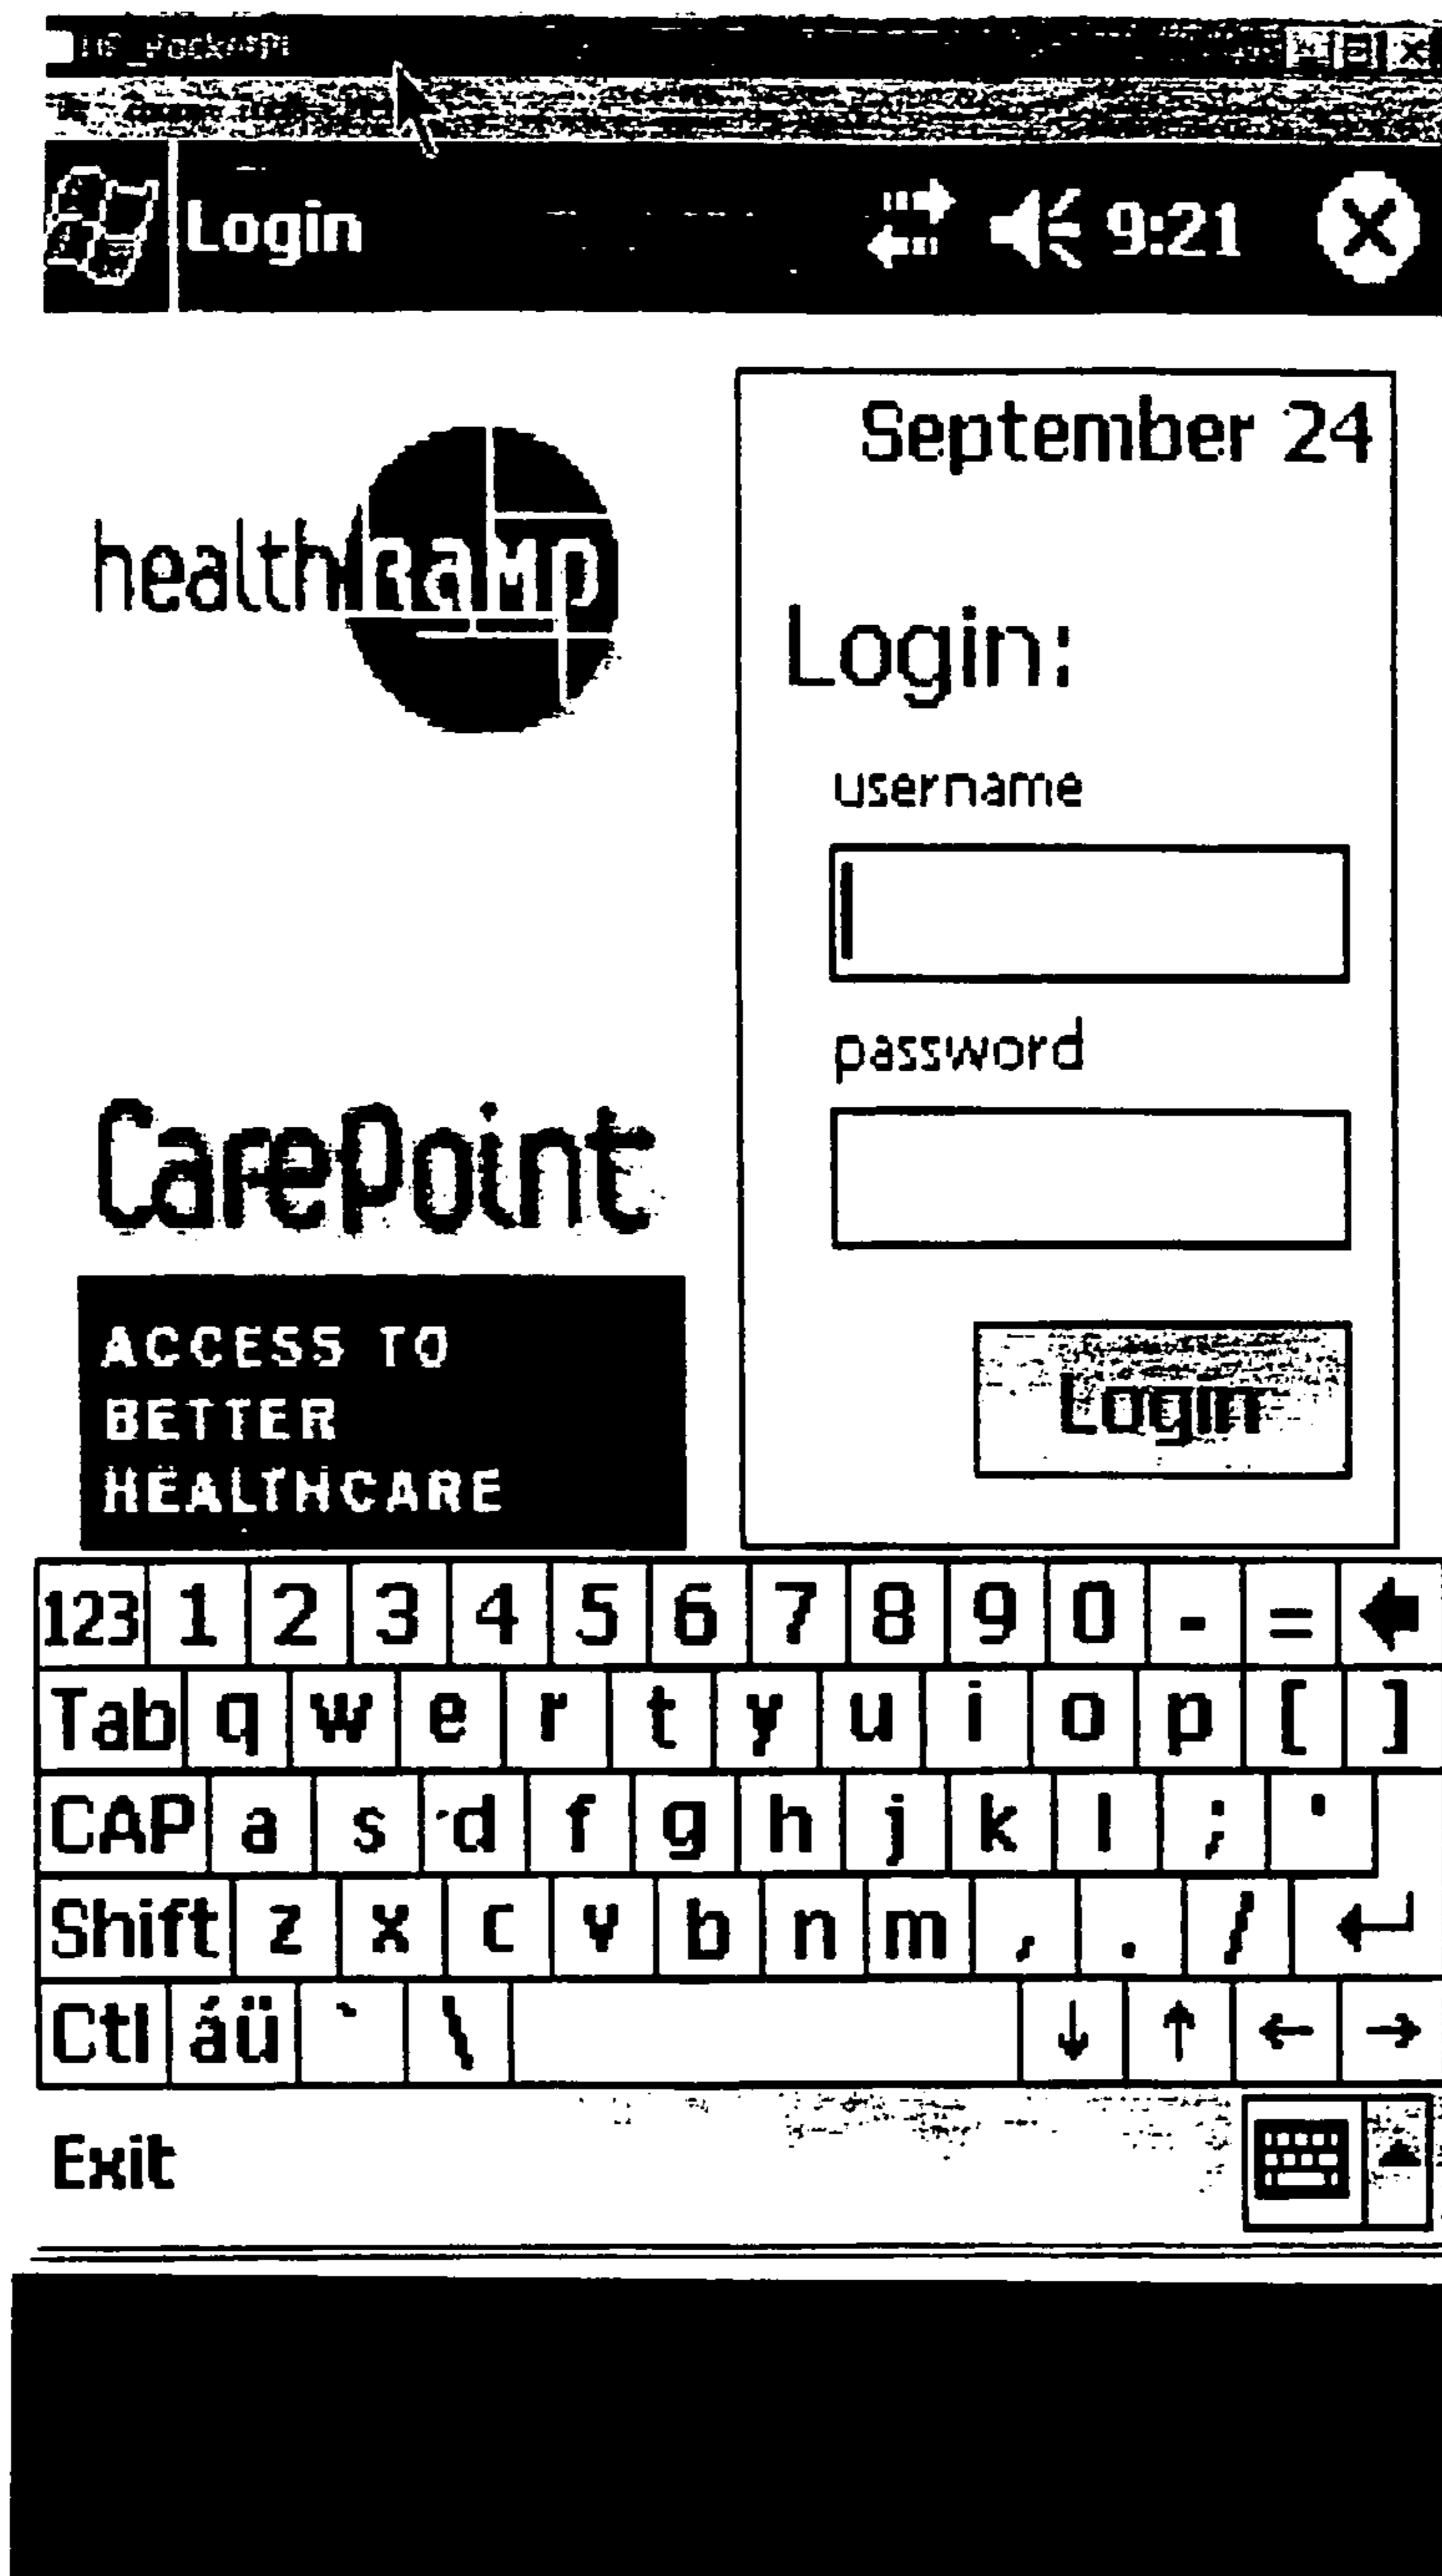 Login 9:21
September 24
healthRamp
Login:
username
password
CarePoint
ACCESS TO
BETTER
HEALTHCARE
Login
123 1 2 3 4 5 6 7 8 9 0 - =
Tab q w e r t y u i o p [ ]
CAP a s d f g h j k l ; '
Shift z x c v b n m , . /
Ctl áü ` \ ↓ ↑ ← →
Exit